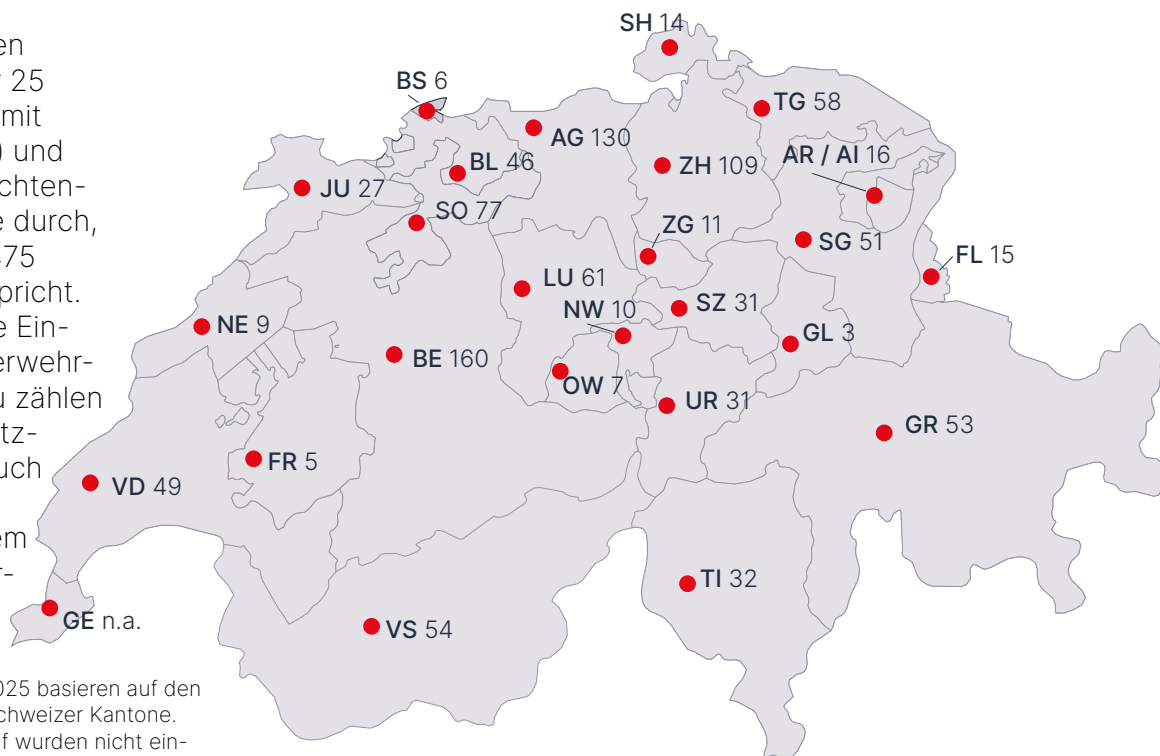 en
25
mit
und
chten-
e durch,
475
pricht.
e Ein-
erwehr-
u zählen
tz-
uch
em
r-
025 basieren auf den
chweizer Kantone.
f wurden nicht ein-
SH 14
BS 6
TG 58
AG 130
AR / AI 16
BL 46
ZH 109
JU 27
SO 77
ZG 11
SG 51
FL 15
LU 61
SZ 31
NW 10
NE 9
GL 3
BE 160
OW 7
UR 31
GR 53
FR 5
VD 49
TI 32
GE n.a.
VS 54